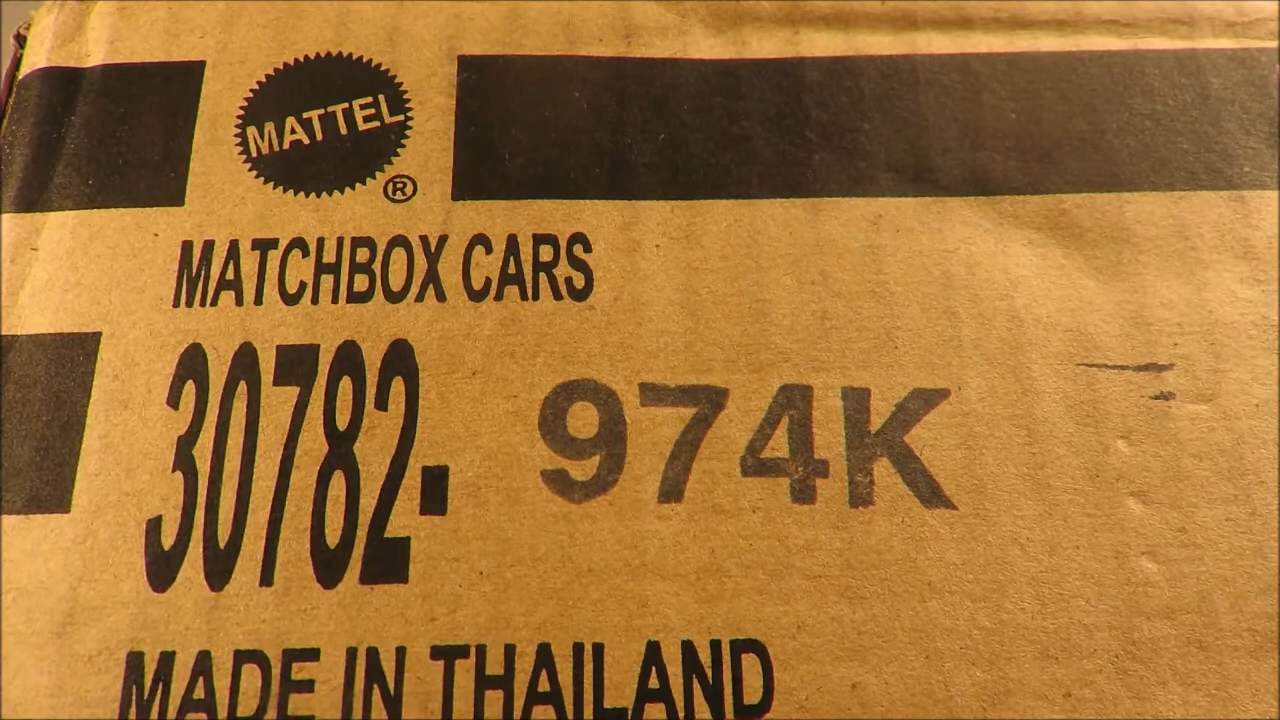 MATTEL
®
MATCHBOX CARS
30782- 974K
MADE IN THAILAND